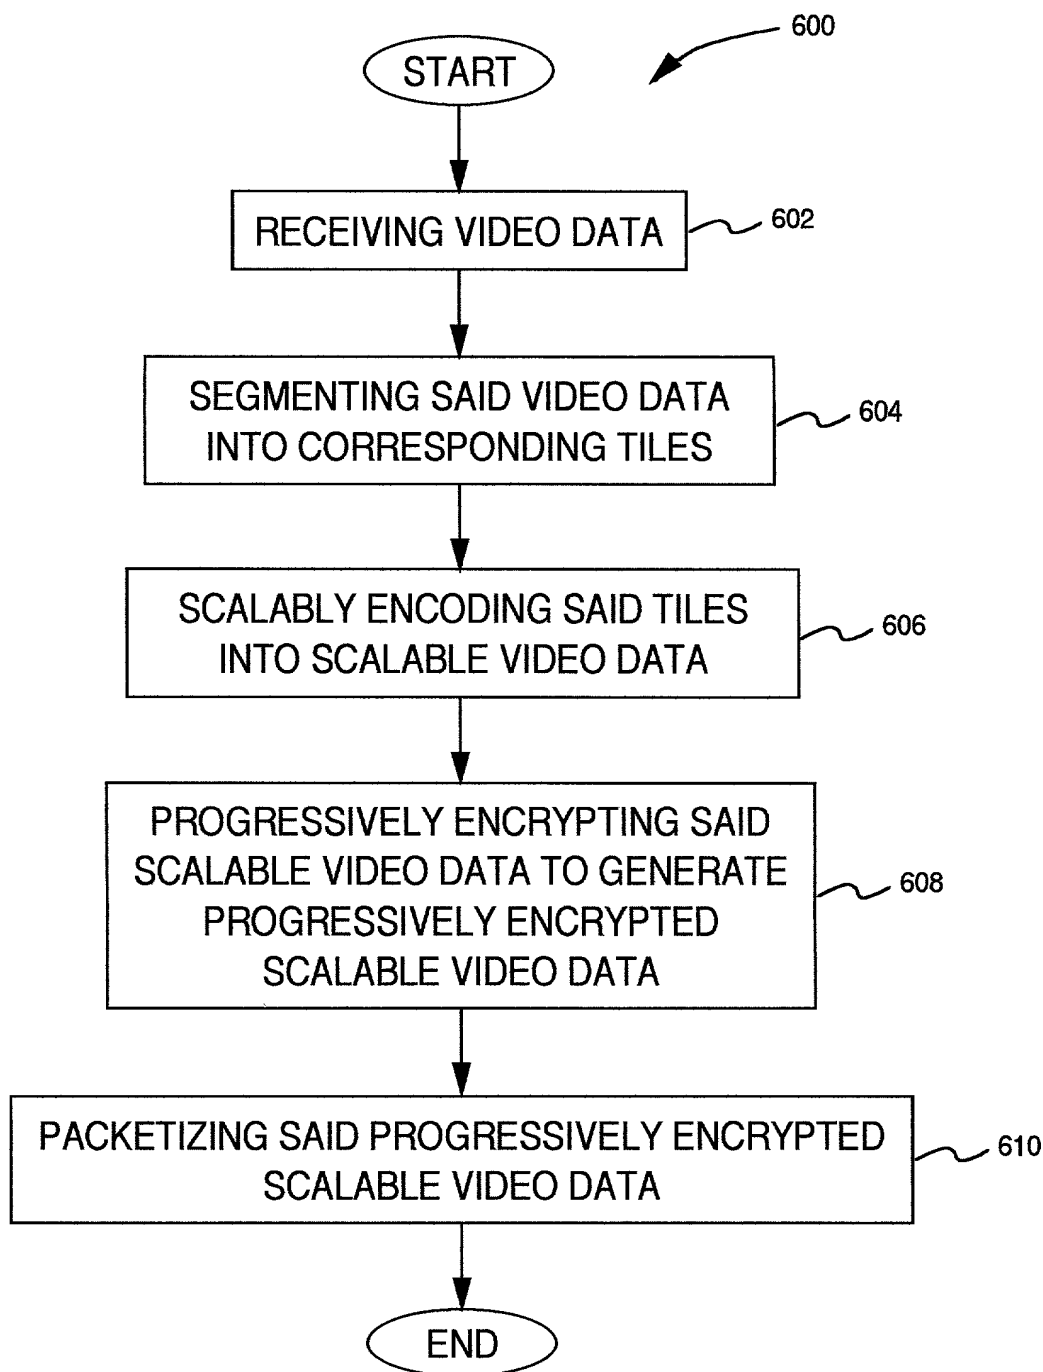 600
START
RECEIVING VIDEO DATA
602
SEGMENTING SAID VIDEO DATA
INTO CORRESPONDING TILES
604
SCALABLY ENCODING SAID TILES
INTO SCALABLE VIDEO DATA
606
PROGRESSIVELY ENCRYPTING SAID
SCALABLE VIDEO DATA TO GENERATE
PROGRESSIVELY ENCRYPTED
SCALABLE VIDEO DATA
608
PACKETIZING SAID PROGRESSIVELY ENCRYPTED
SCALABLE VIDEO DATA
610
END